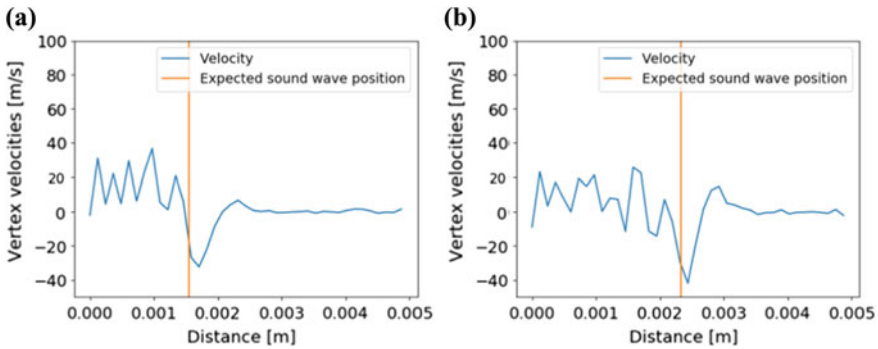 (a)
100
80
60
40
20
0
−20
−40
Vertex velocities [m/s]
Velocity
Expected sound wave position
0.000 0.001 0.002 0.003 0.004 0.005
Distance [m]
(b)
100
80
60
40
20
0
−20
−40
Vertex velocities [m/s]
Velocity
Expected sound wave position
0.000 0.001 0.002 0.003 0.004 0.005
Distance [m]